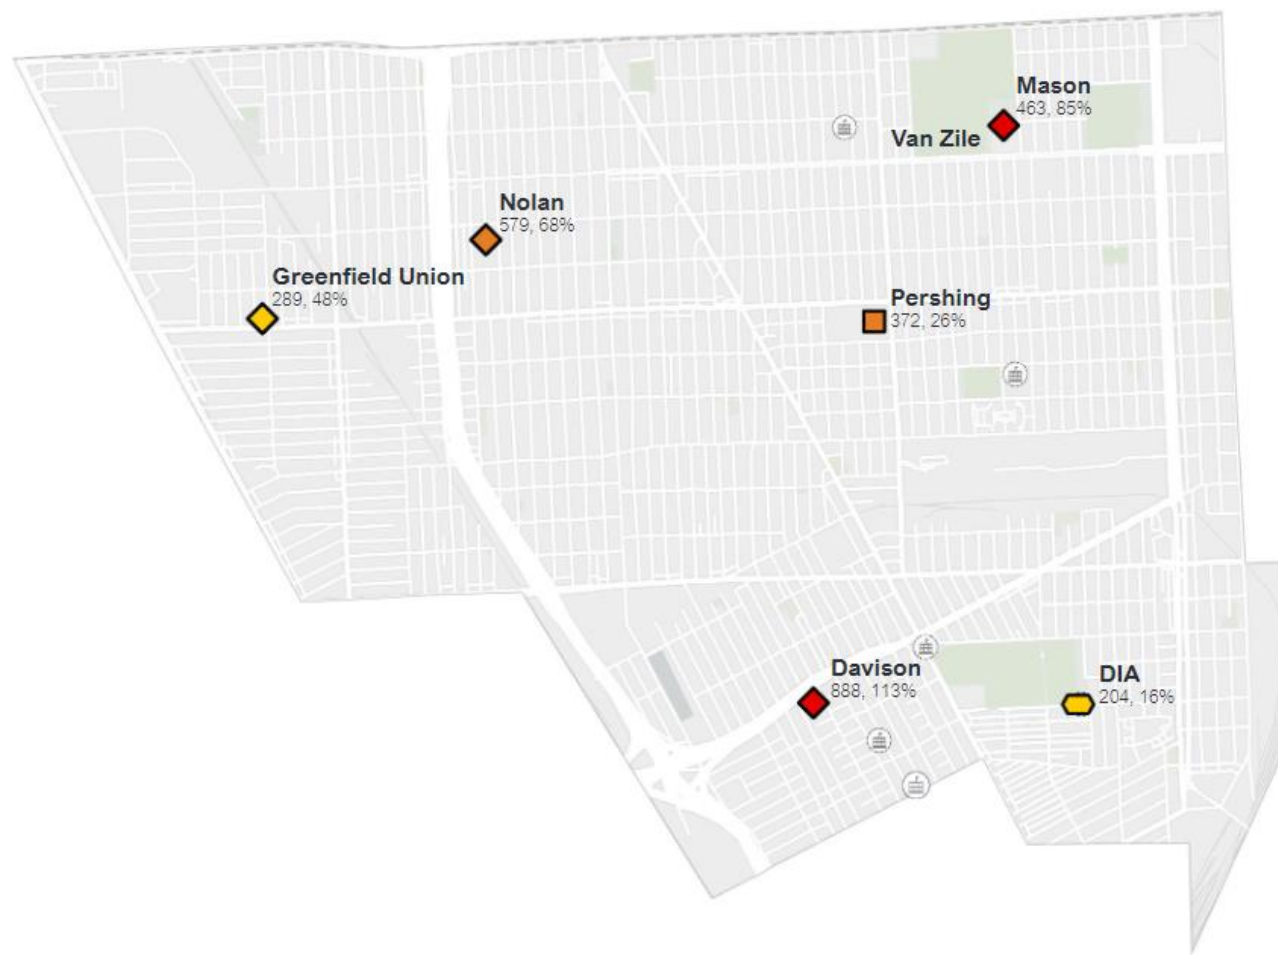 Mason
463, 85%
Van Zile
Nolan
579, 68%
Greenfield Union
289, 48%
Pershing
372, 26%
Davison
888, 113%
DIA
204, 16%